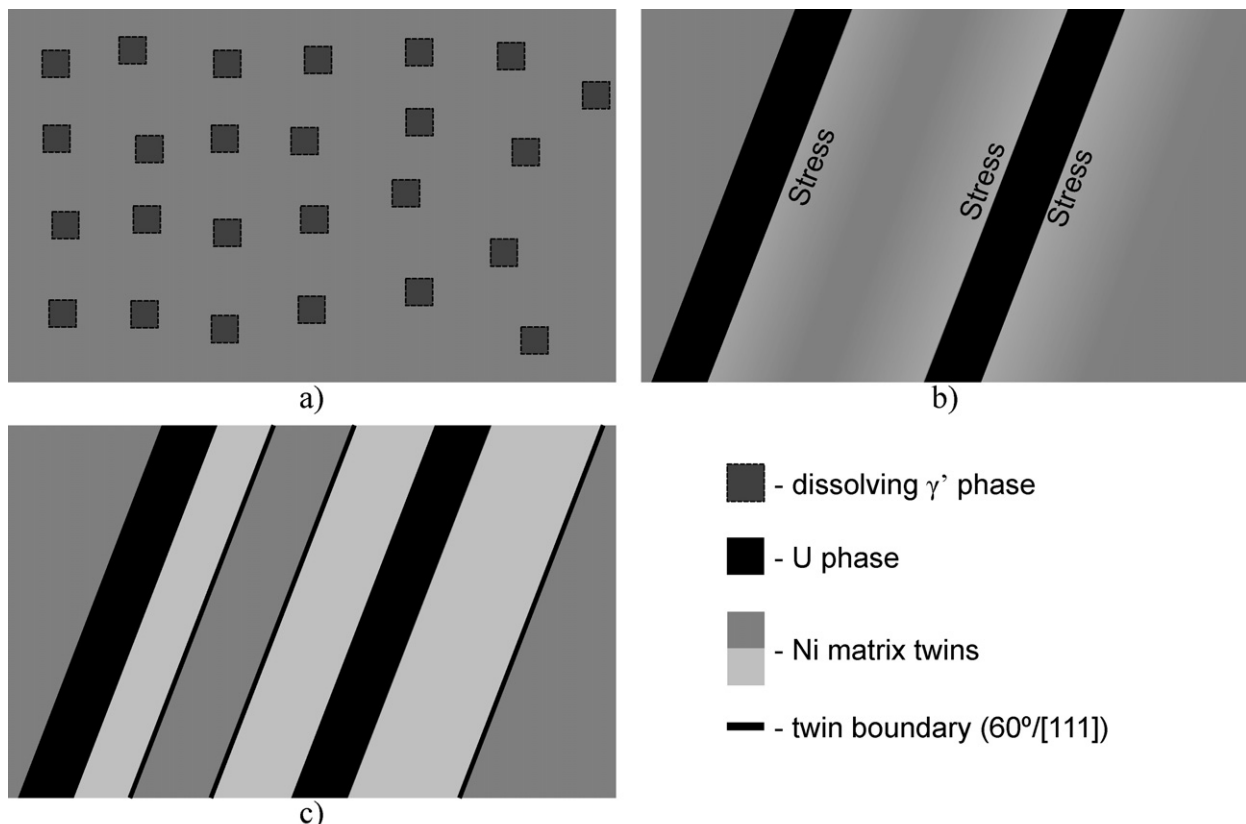 a)
Stress
Stress
Stress
b)
c)
- dissolving γ' phase
- U phase
- Ni matrix twins
- twin boundary (60º/[111])